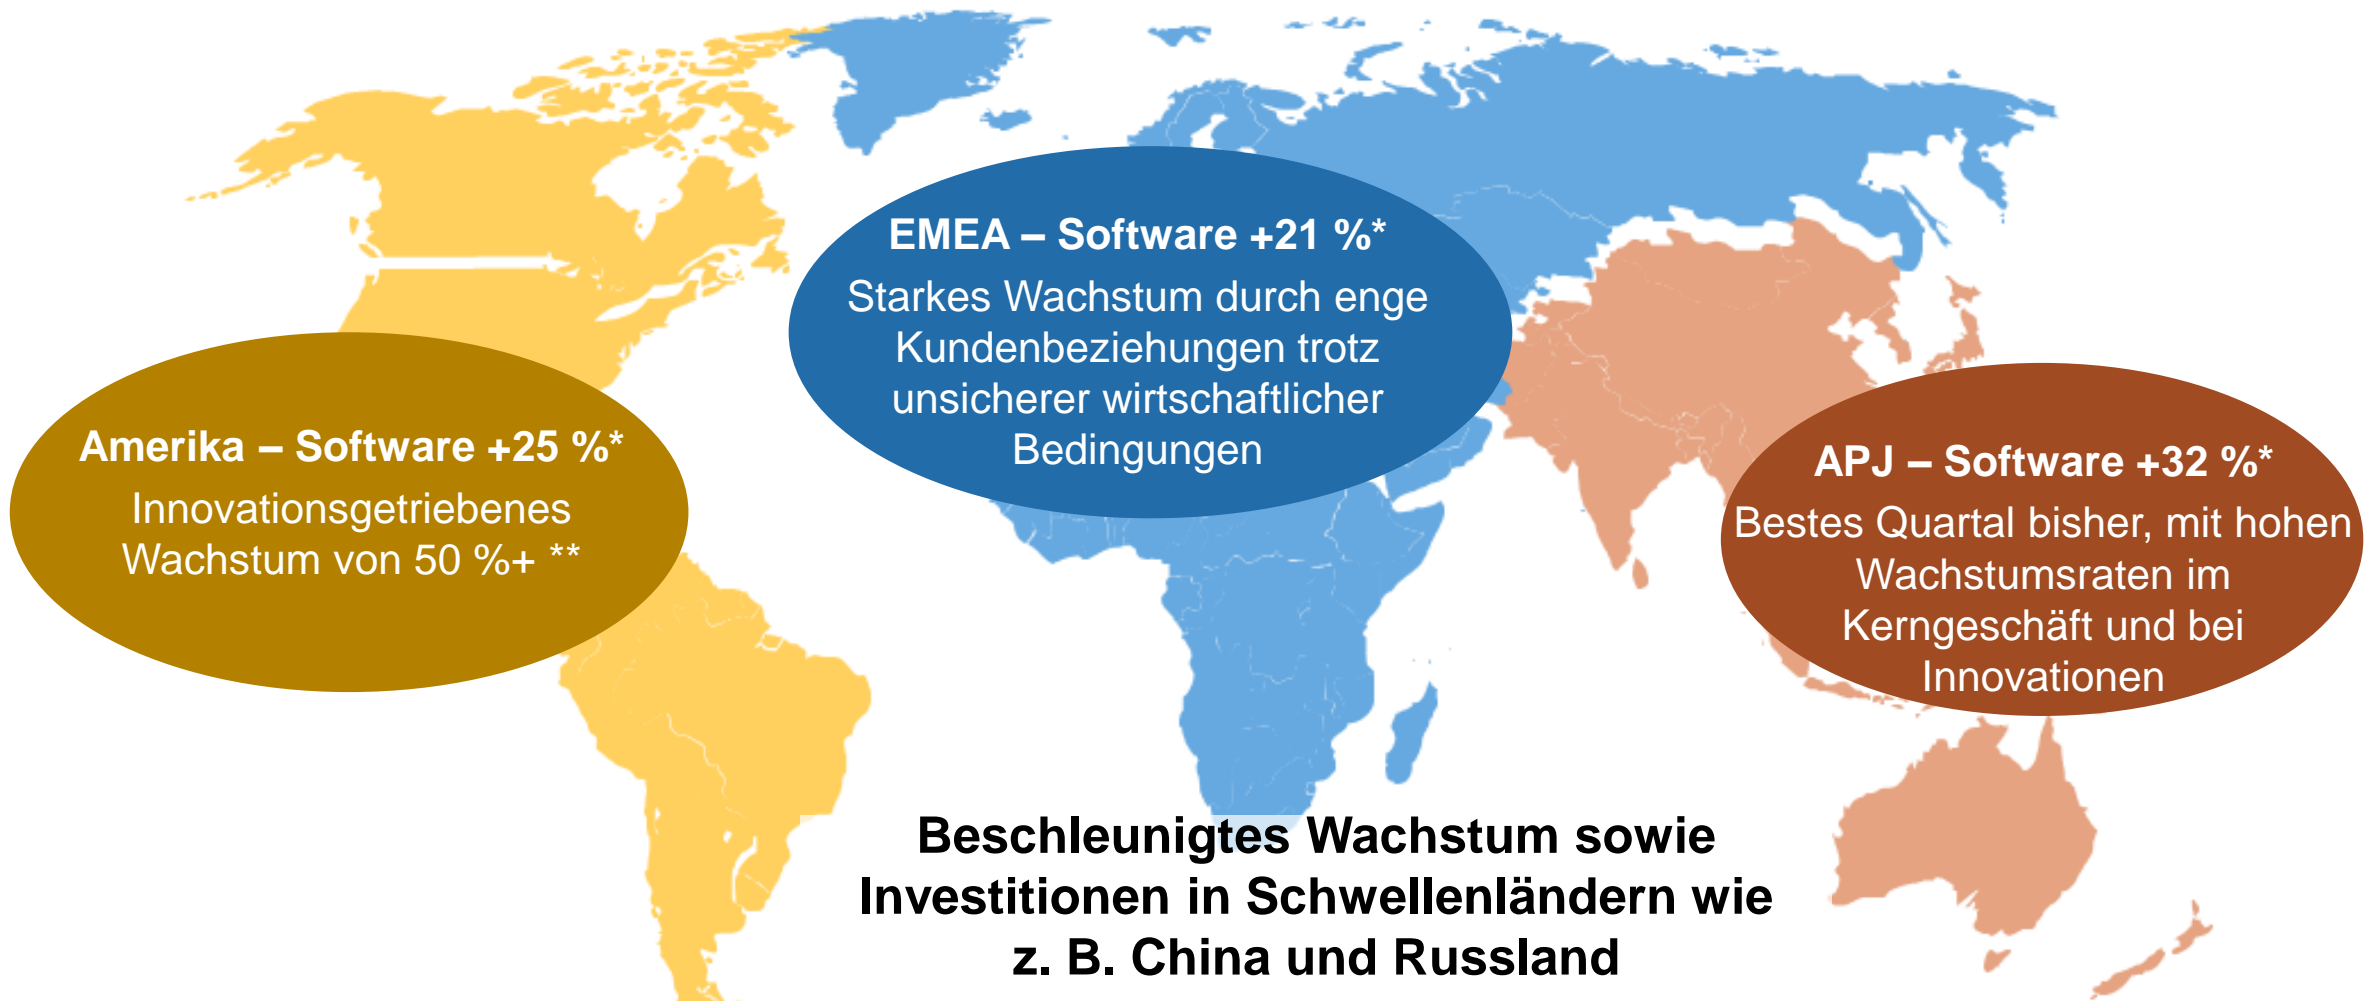 EMEA – Software +21 %*
Starkes Wachstum durch enge
Kundenbeziehungen trotz
unsicherer wirtschaftlicher
Bedingungen
Amerika – Software +25 %*
Innovationsgetriebenes
Wachstum von 50 %+ **
APJ – Software +32 %*
Bestes Quartal bisher, mit hohen
Wachstumsraten im
Kerngeschäft und bei
Innovationen
Beschleunigtes Wachstum sowie
Investitionen in Schwellenländern wie
z. B. China und Russland